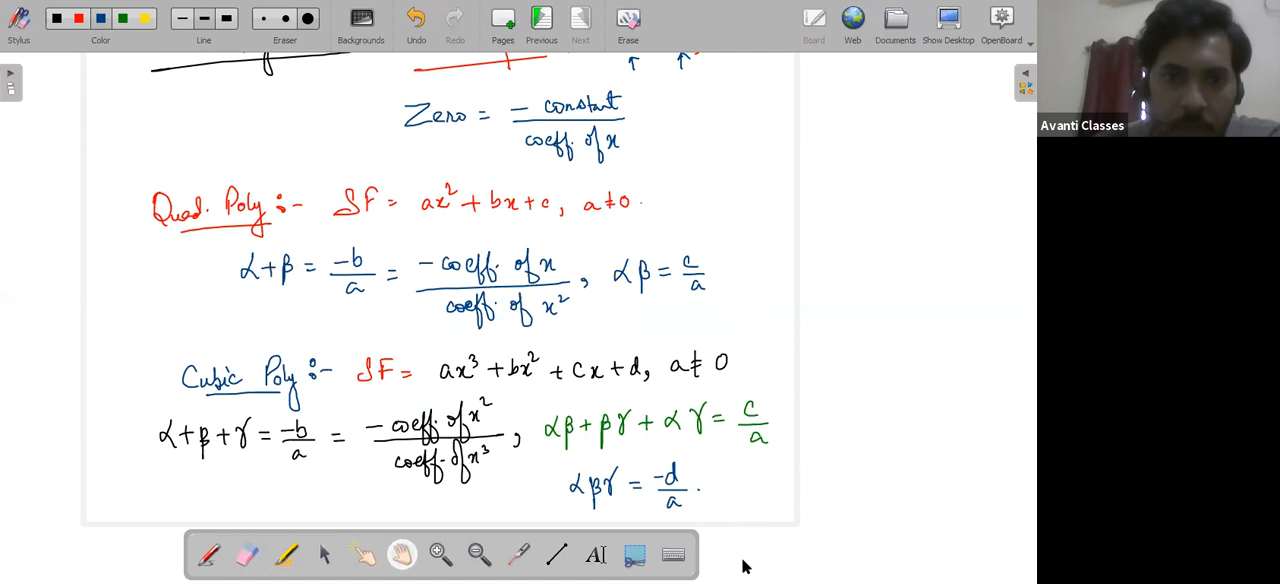 Stylus Color Line Eraser Backgrounds Undo Redo Pages Previous Next Erase Board Web Documents Show Desktop OpenBoard
Avanti Classes
Zero = - constant / coeff. of x
Quad. Poly :- SF = ax² + bx + c, a ≠ 0.
α + β = -b/a = - coeff. of x / coeff. of x², αβ = c/a
Cubic Poly :- SF = ax³ + bx² + cx + d, a ≠ 0
α + β + γ = -b/a = - coeff. of x² / coeff. of x³, αβ + βγ + αγ = c/a
αβγ = -d/a.